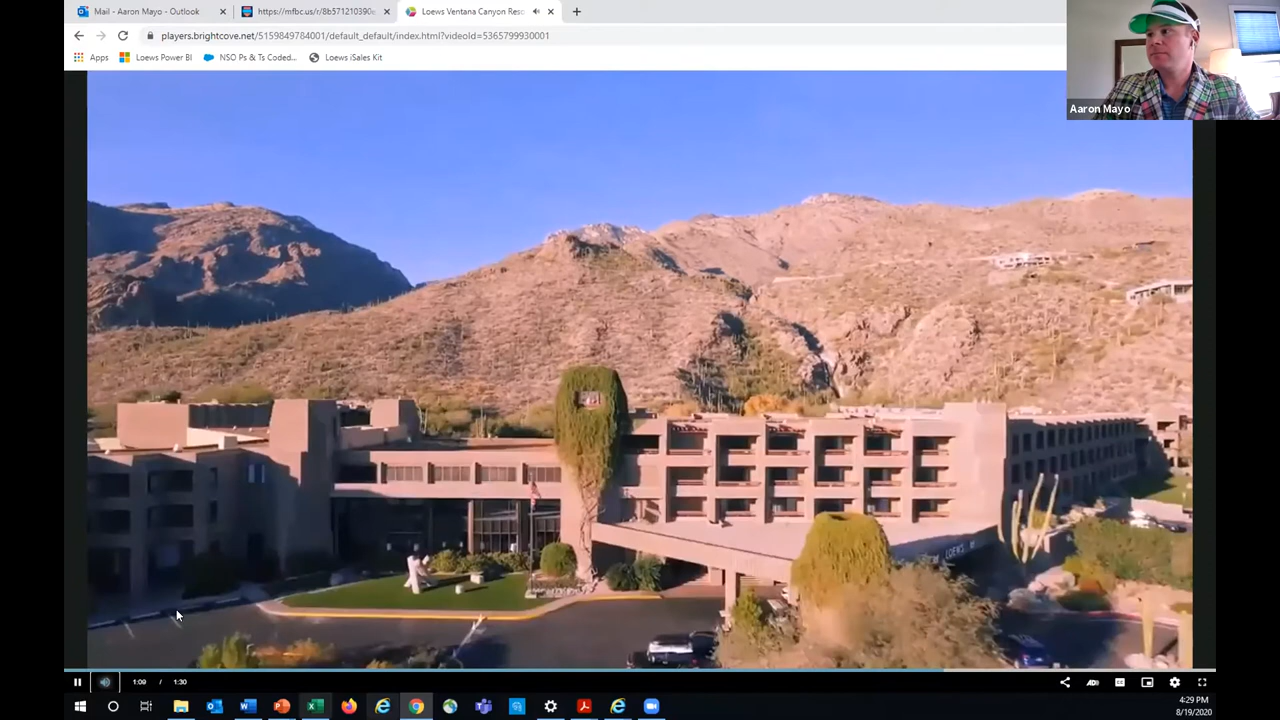 Mail - Aaron Mayo - Outlook
https://mfbc.us/r/8b571210390e
Loews Ventana Canyon Reso
players.brightcove.net/5159849784001/default_default/index.html?videoId=5365799930001
Apps
Loews Power BI
NSO Ps & Ts Coded...
Loews iSales Kit
Aaron Mayo
LOEWS
1:09 / 1:30
4:29 PM
8/19/2020